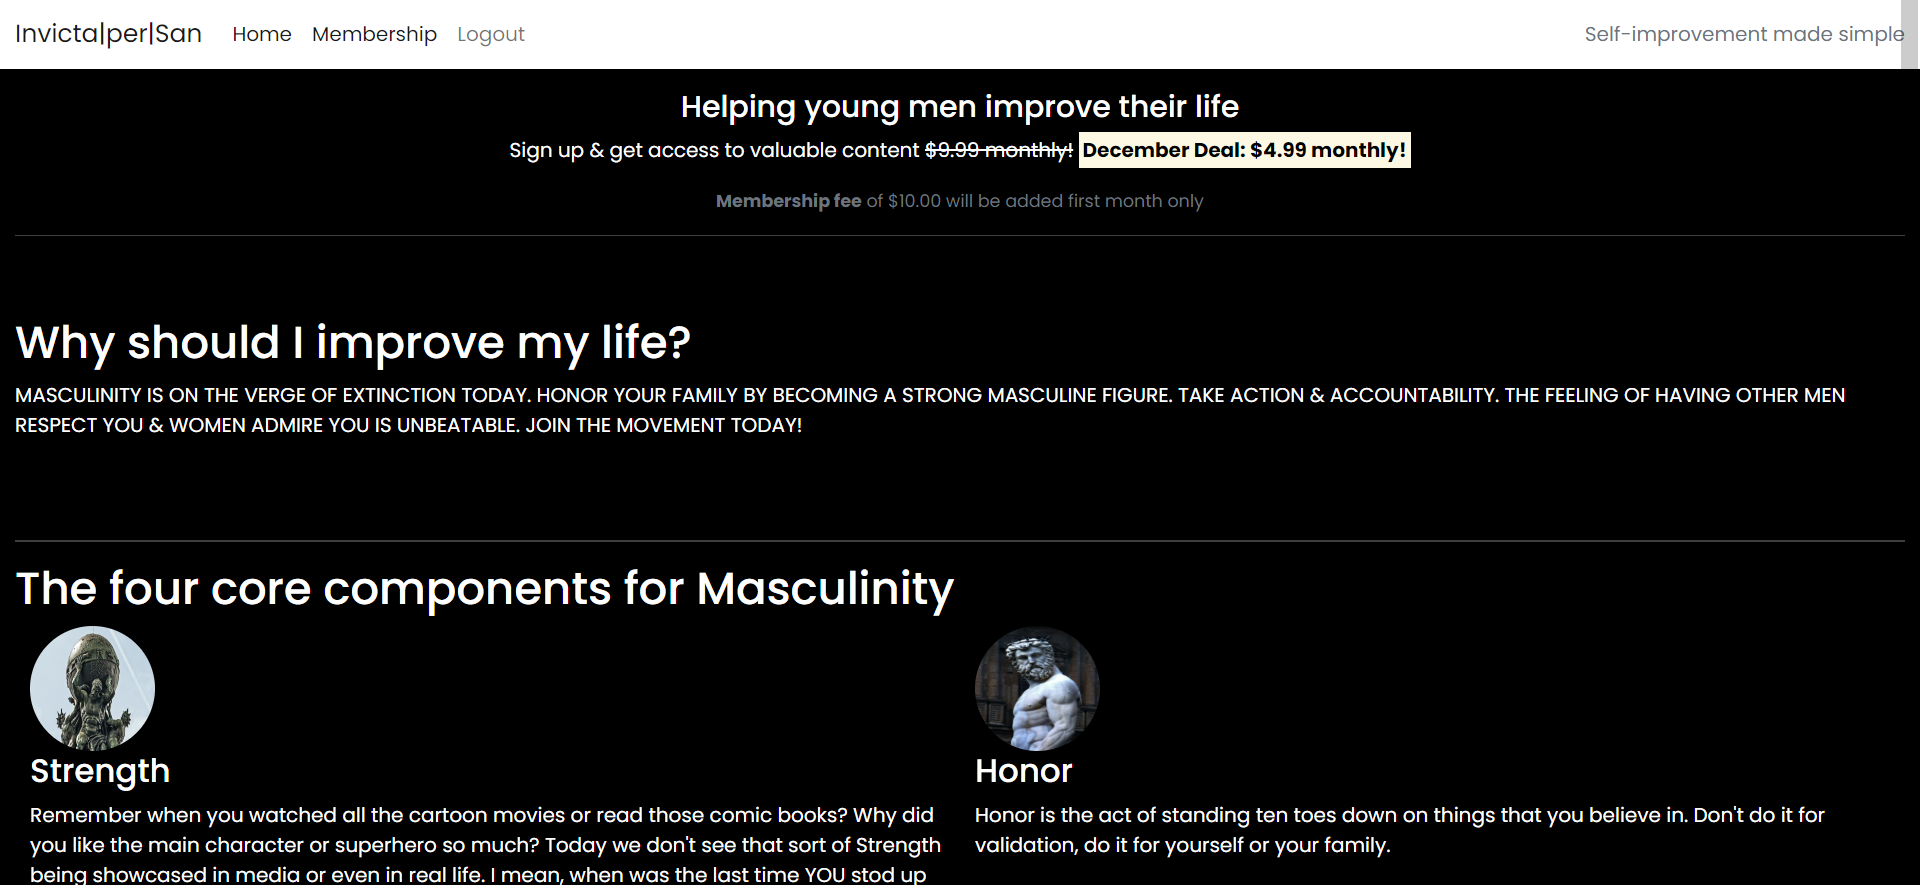 Invicta|per|San Home Membership Logout Self-improvement made simple
Helping young men improve their life
Sign up & get access to valuable content $9.99 monthly! December Deal: $4.99 monthly!
Membership fee of $10.00 will be added first month only
Why should I improve my life?
MASCULINITY IS ON THE VERGE OF EXTINCTION TODAY. HONOR YOUR FAMILY BY BECOMING A STRONG MASCULINE FIGURE. TAKE ACTION & ACCOUNTABILITY. THE FEELING OF HAVING OTHER MEN
RESPECT YOU & WOMEN ADMIRE YOU IS UNBEATABLE. JOIN THE MOVEMENT TODAY!
The four core components for Masculinity
Strength
Remember when you watched all the cartoon movies or read those comic books? Why did
you like the main character or superhero so much? Today we don't see that sort of Strength
being showcased in media or even in real life. I mean, when was the last time YOU stod up
Honor
Honor is the act of standing ten toes down on things that you believe in. Don't do it for
validation, do it for yourself or your family.